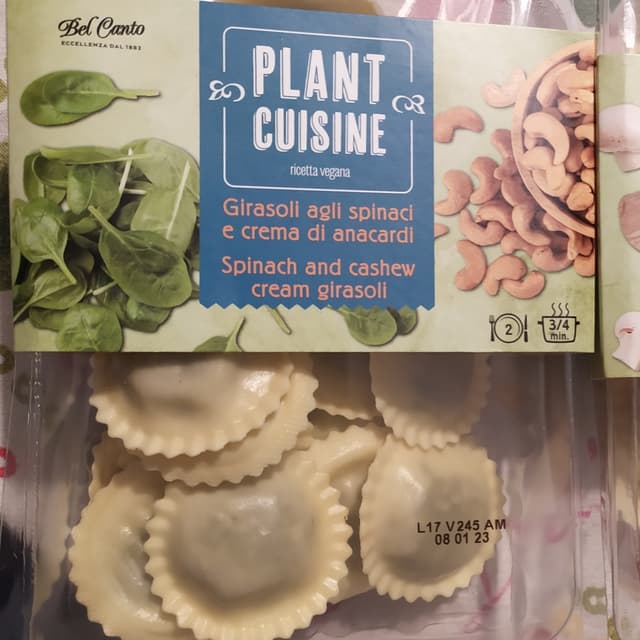 Bel Canto
ECCELLENZA DAL 1882
PLANT
CUISINE
ricetta vegana
Girasoli agli spinaci
e crema di anacardi
Spinach and cashew
cream girasoli
2
3/4
min.
L17 V245 AM
08 01 23